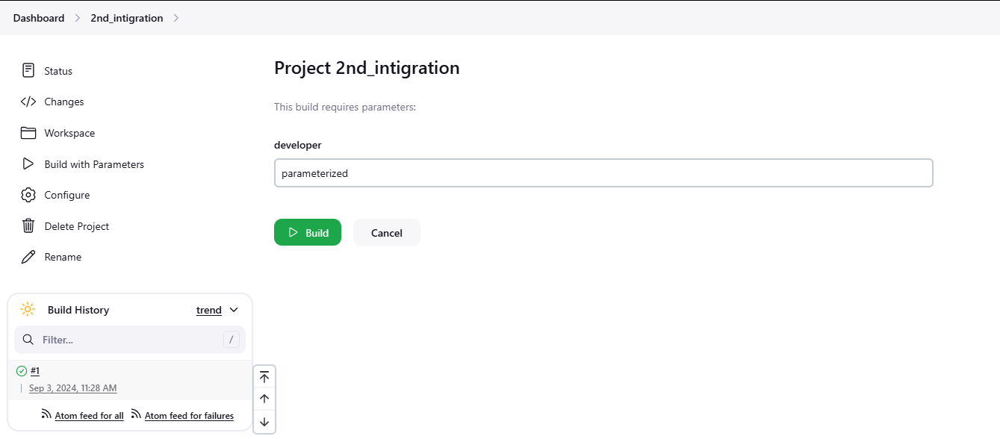 Dashboard > 2nd_intigration >
Status
Changes
Workspace
Build with Parameters
Configure
Delete Project
Rename
Project 2nd_intigration
This build requires parameters:
developer
parameterized
Build Cancel
Build History trend
Filter... /
#1
Sep 3, 2024, 11:28 AM
Atom feed for all Atom feed for failures